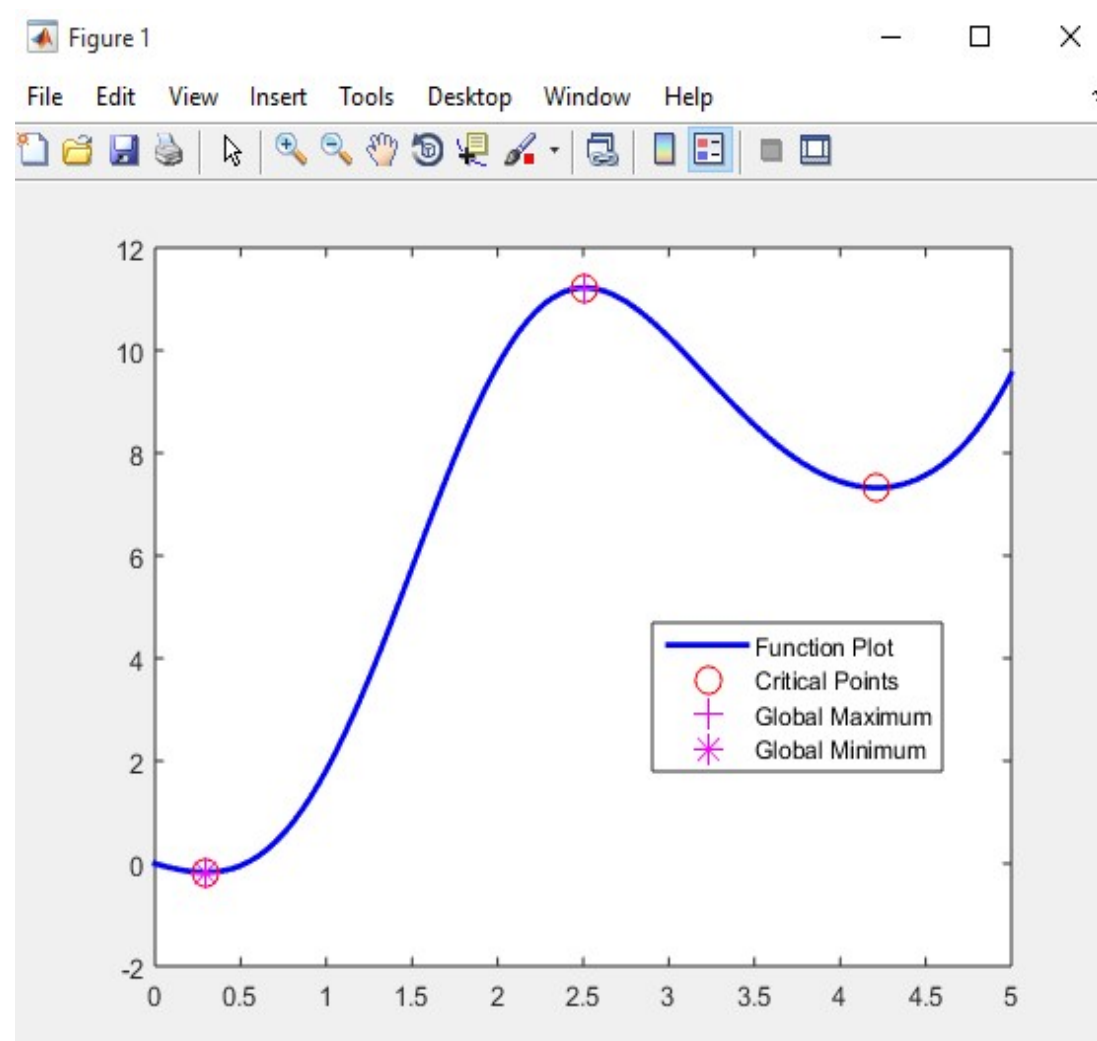 Figure 1
File Edit View Insert Tools Desktop Window Help
12
10
8
6
4
2
0
-2
Function Plot
Critical Points
Global Maximum
Global Minimum
0 0.5 1 1.5 2 2.5 3 3.5 4 4.5 5